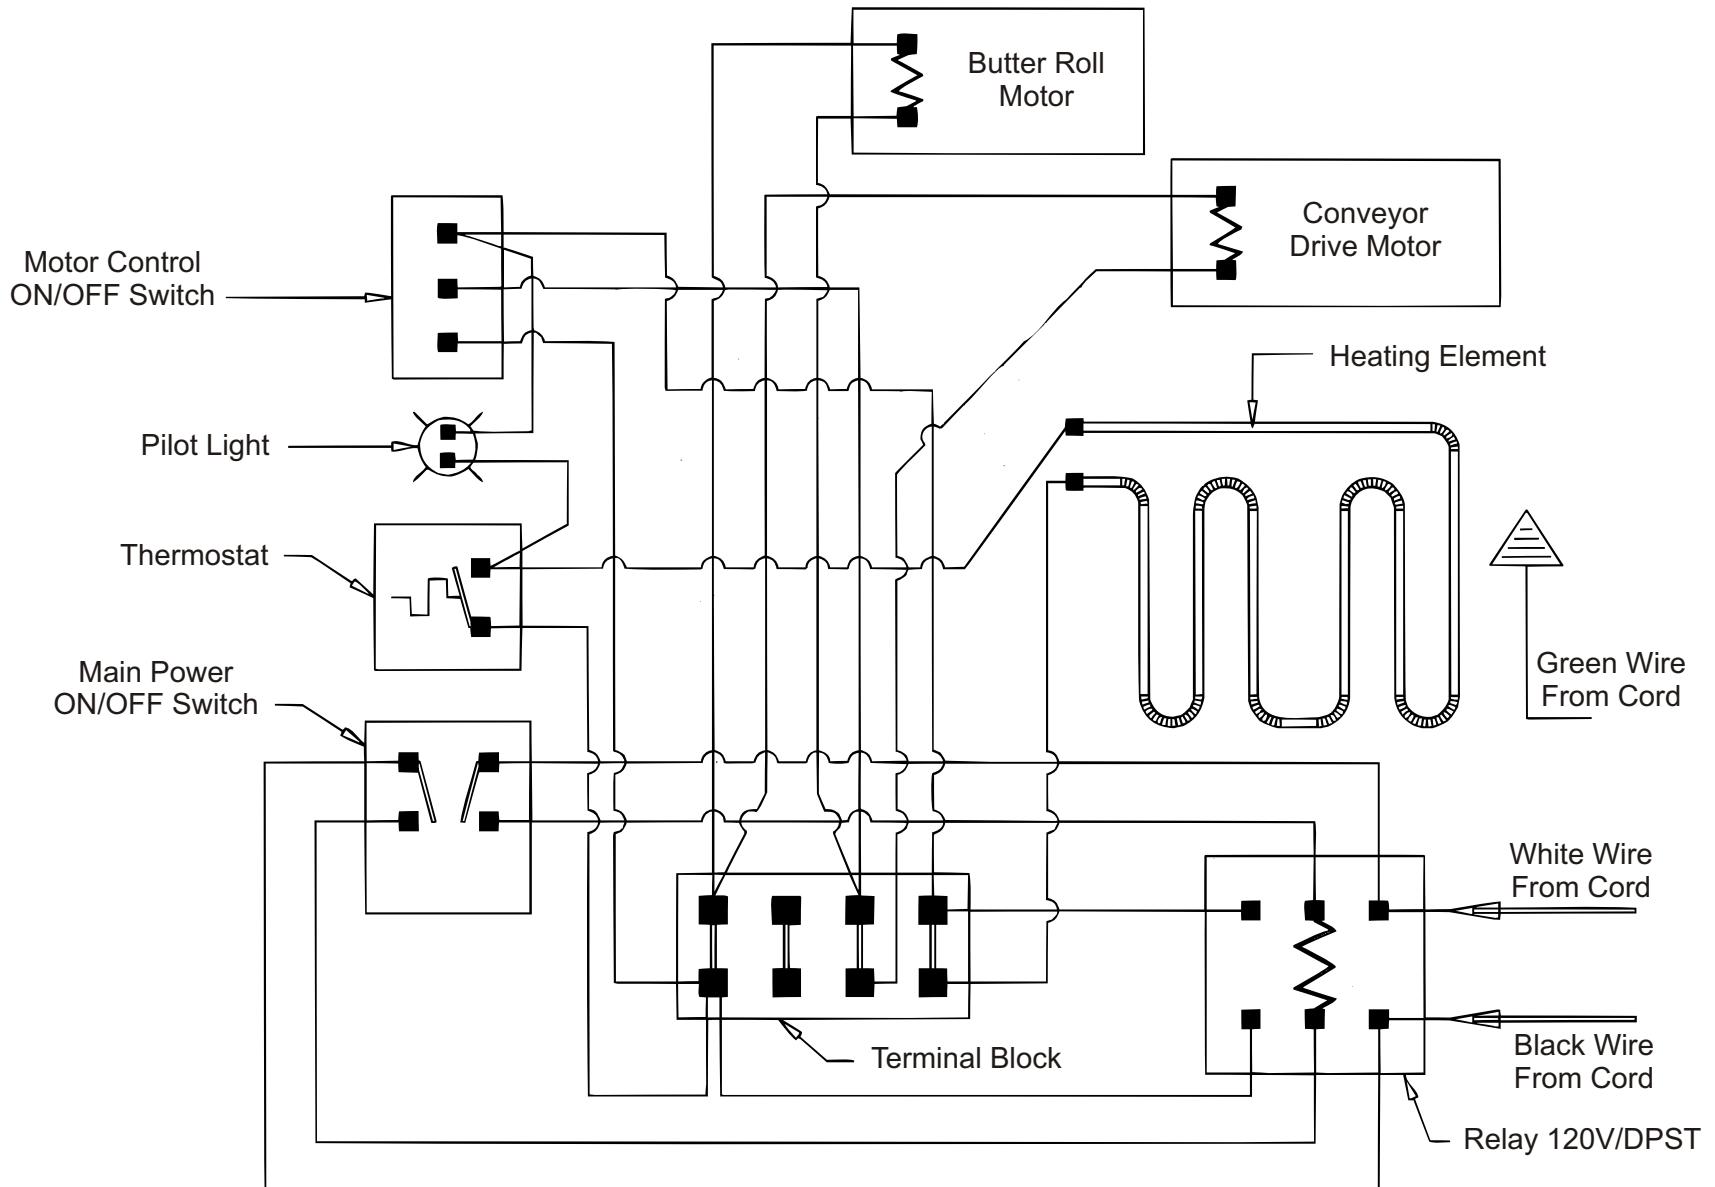 Butter Roll
Motor
Conveyor
Drive Motor
Motor Control
ON/OFF Switch
Heating Element
Pilot Light
Thermostat
Main Power
ON/OFF Switch
Green Wire
From Cord
White Wire
From Cord
Terminal Block
Black Wire
From Cord
Relay 120V/DPST